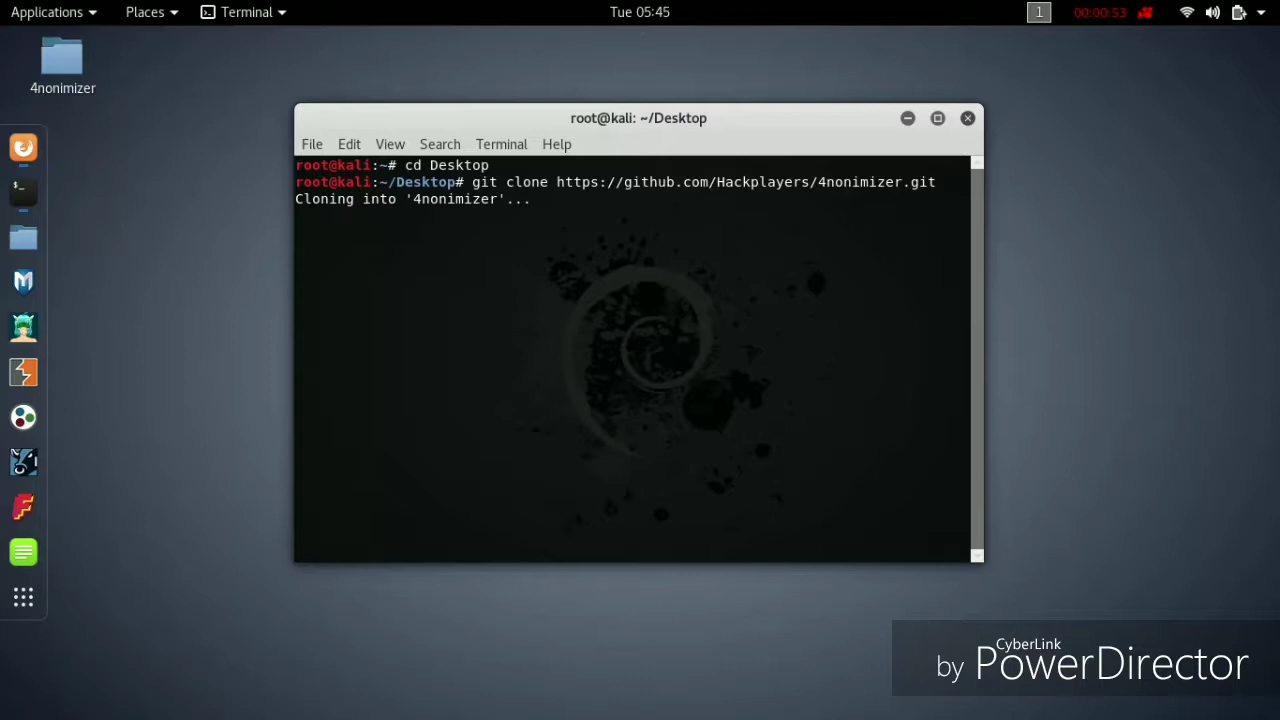 Applications Places Terminal Tue 05:45 1 00:00:53
4nonimizer
root@kali: ~/Desktop
File Edit View Search Terminal Help
root@kali:~# cd Desktop
root@kali:~/Desktop# git clone https://github.com/Hackplayers/4nonimizer.git
Cloning into '4nonimizer'...
CyberLink
by PowerDirector